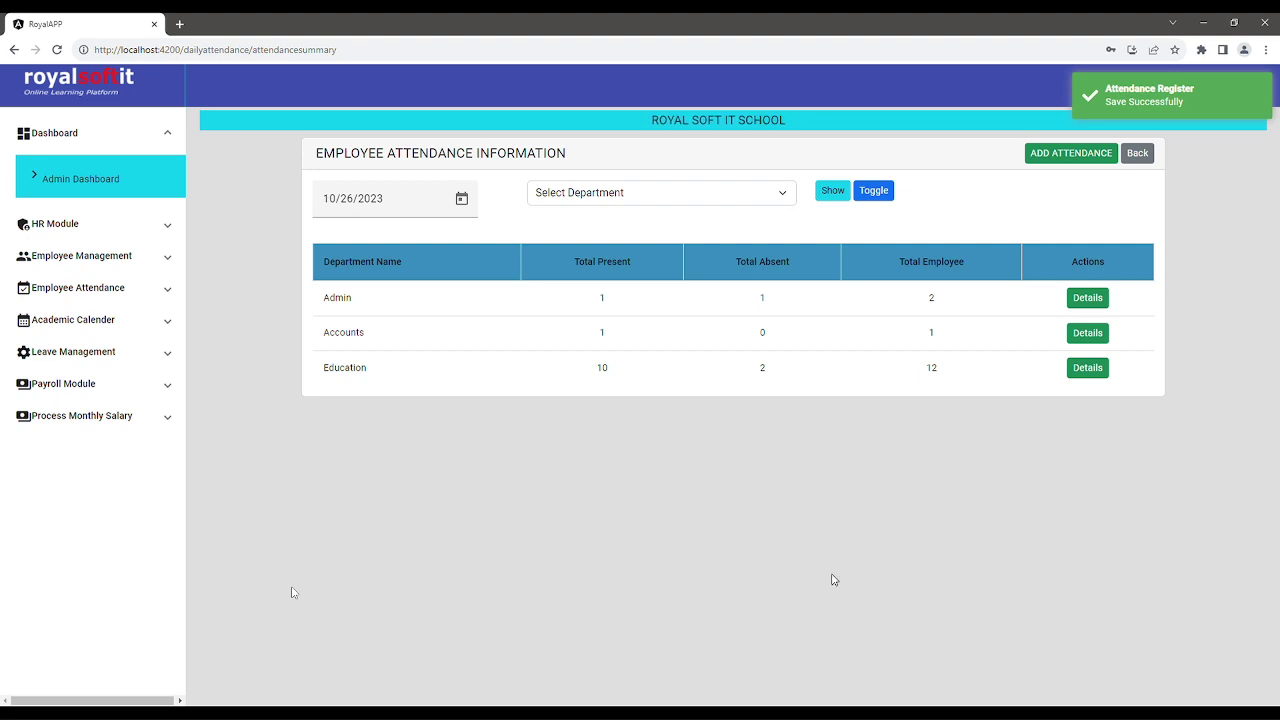 RoyalAPP
http://localhost:4200/dailyattendance/attendancesummary
royalsoftit
Online Learning Platform
Attendance Register
Save Successfully
ROYAL SOFT IT SCHOOL
Dashboard
Admin Dashboard
HR Module
Employee Management
Employee Attendance
Academic Calender
Leave Management
Payroll Module
Process Monthly Salary
EMPLOYEE ATTENDANCE INFORMATION
ADD ATTENDANCE Back
10/26/2023 Select Department Show Toggle
Department Name Total Present Total Absent Total Employee Actions
Admin 1 1 2 Details
Accounts 1 0 1 Details
Education 10 2 12 Details